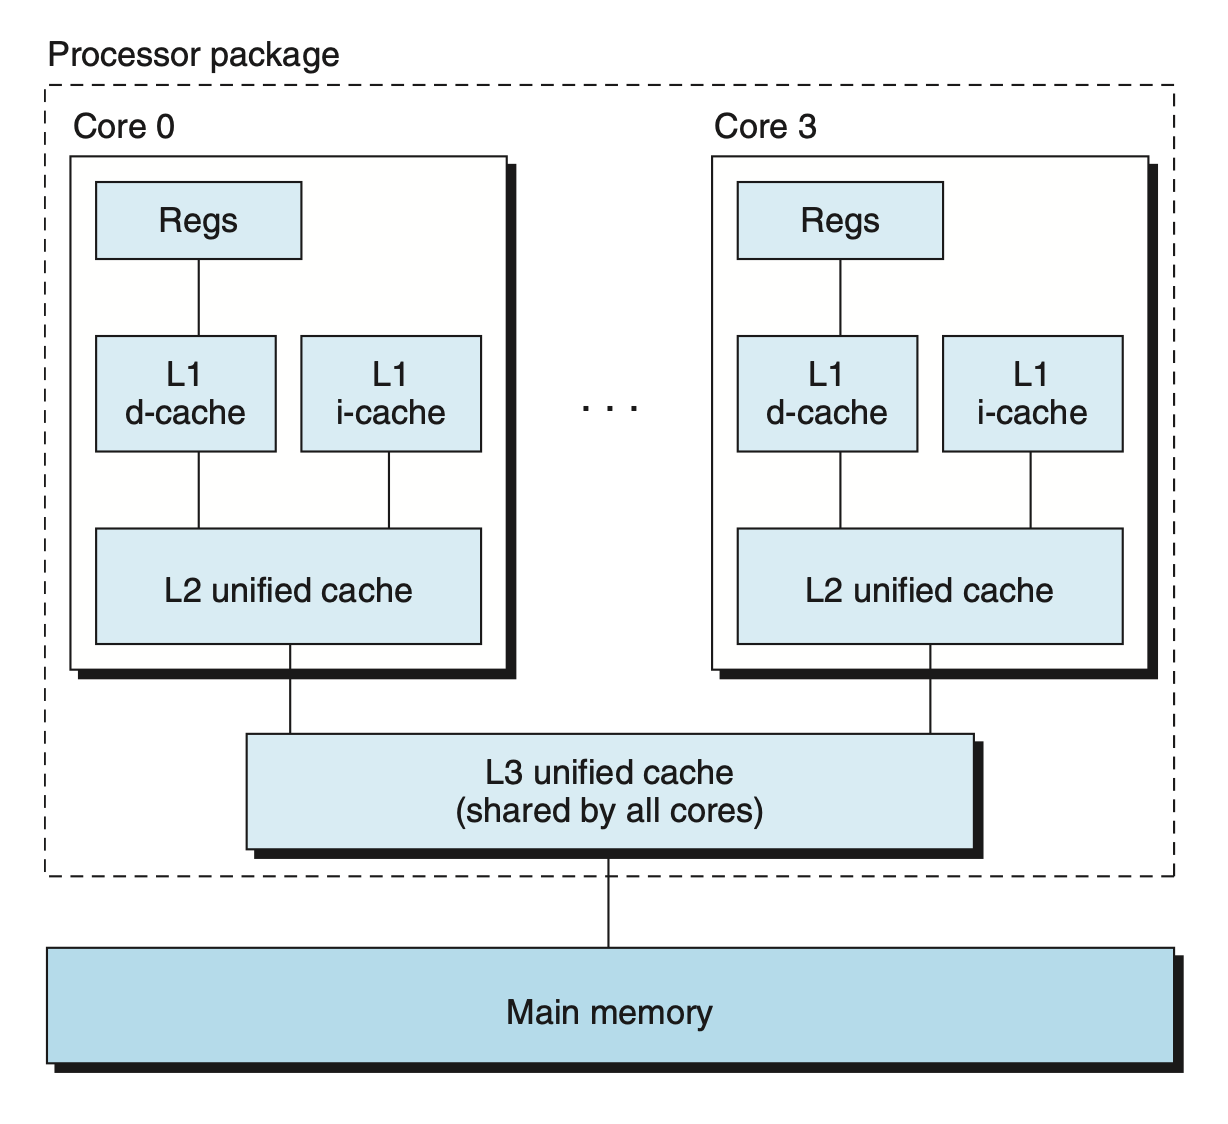 Processor package
Core 0
Core 3
Regs
Regs
L1
d-cache
L1
i-cache
. . .
L1
d-cache
L1
i-cache
L2 unified cache
L2 unified cache
L3 unified cache
(shared by all cores)
Main memory